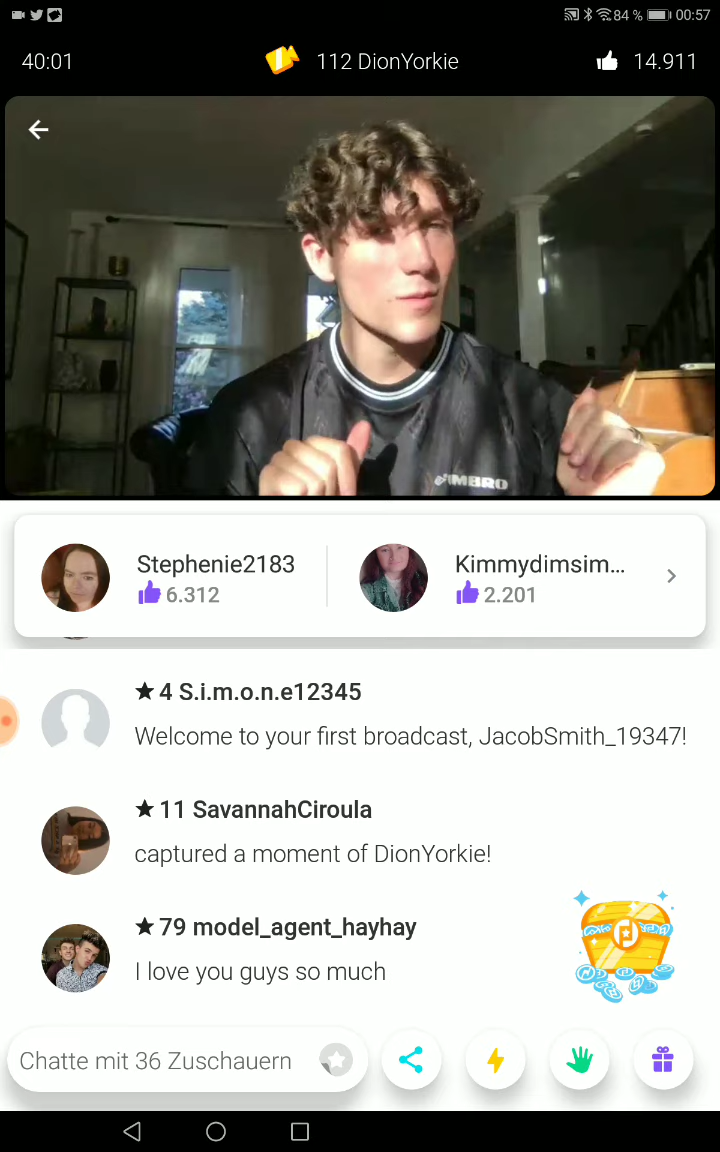 84 % 00:57
40:01 112 DionYorkie 14.911
UMBRO
Stephenie2183 Kimmydimsim...
6.312 2.201
★ 4 S.i.m.o.n.e12345
Welcome to your first broadcast, JacobSmith_19347!
★ 11 SavannahCiroula
captured a moment of DionYorkie!
★ 79 model_agent_hayhay
I love you guys so much
Chatte mit 36 Zuschauern